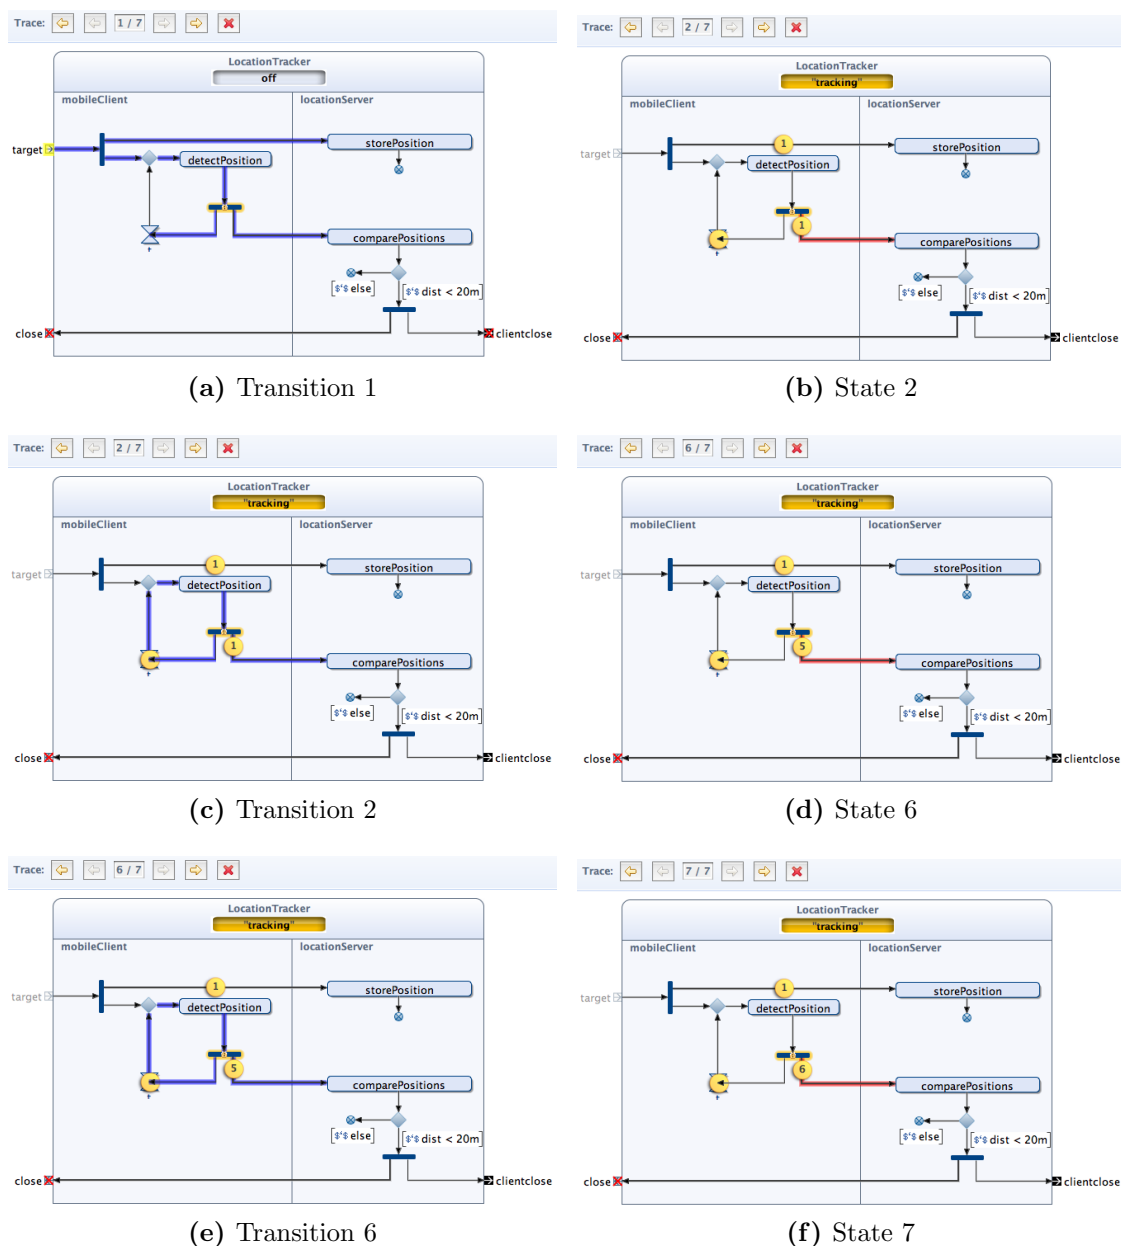 Trace: 1 / 7
LocationTracker
off
mobileClient locationServer
target
storePosition
detectPosition
comparePositions
[$'$ else]
[$'$ dist < 20m]
close clientclose
(a) Transition 1
Trace: 2 / 7
LocationTracker
"tracking"
mobileClient locationServer
1
target
storePosition
detectPosition
1
comparePositions
[$'$ else]
[$'$ dist < 20m]
close clientclose
(b) State 2
Trace: 2 / 7
LocationTracker
"tracking"
mobileClient locationServer
1
target
storePosition
detectPosition
1
comparePositions
[$'$ else]
[$'$ dist < 20m]
close clientclose
(c) Transition 2
Trace: 6 / 7
LocationTracker
"tracking"
mobileClient locationServer
1
target
storePosition
detectPosition
5
comparePositions
[$'$ else]
[$'$ dist < 20m]
close clientclose
(d) State 6
Trace: 6 / 7
LocationTracker
"tracking"
mobileClient locationServer
1
target
storePosition
detectPosition
5
comparePositions
[$'$ else]
[$'$ dist < 20m]
close clientclose
(e) Transition 6
Trace: 7 / 7
LocationTracker
"tracking"
mobileClient locationServer
1
target
storePosition
detectPosition
6
comparePositions
[$'$ else]
[$'$ dist < 20m]
close clientclose
(f) State 7